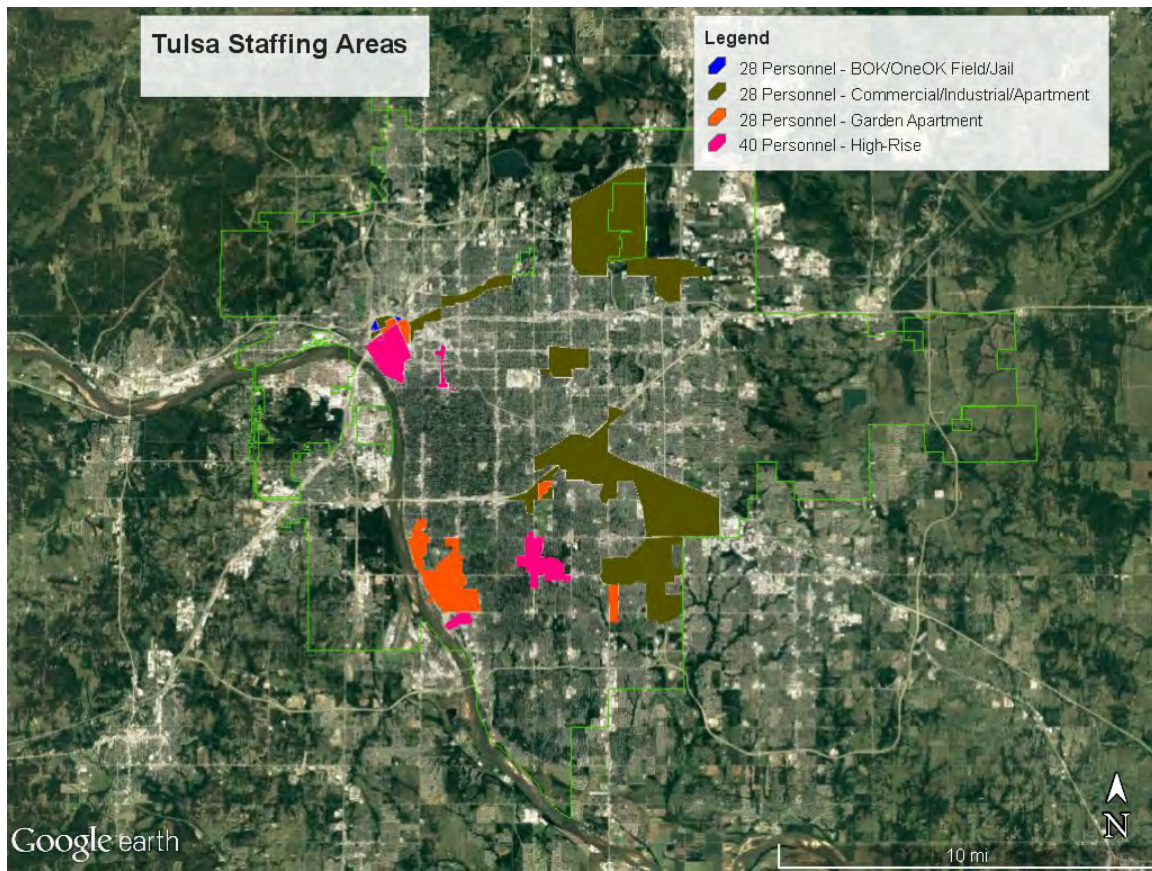 Tulsa Staffing Areas
Legend
28 Personnel - BOK/OneOK Field/Jail
28 Personnel - Commercial/Industrial/Apartment
28 Personnel - Garden Apartment
40 Personnel - High-Rise
N
Google earth
10 mi